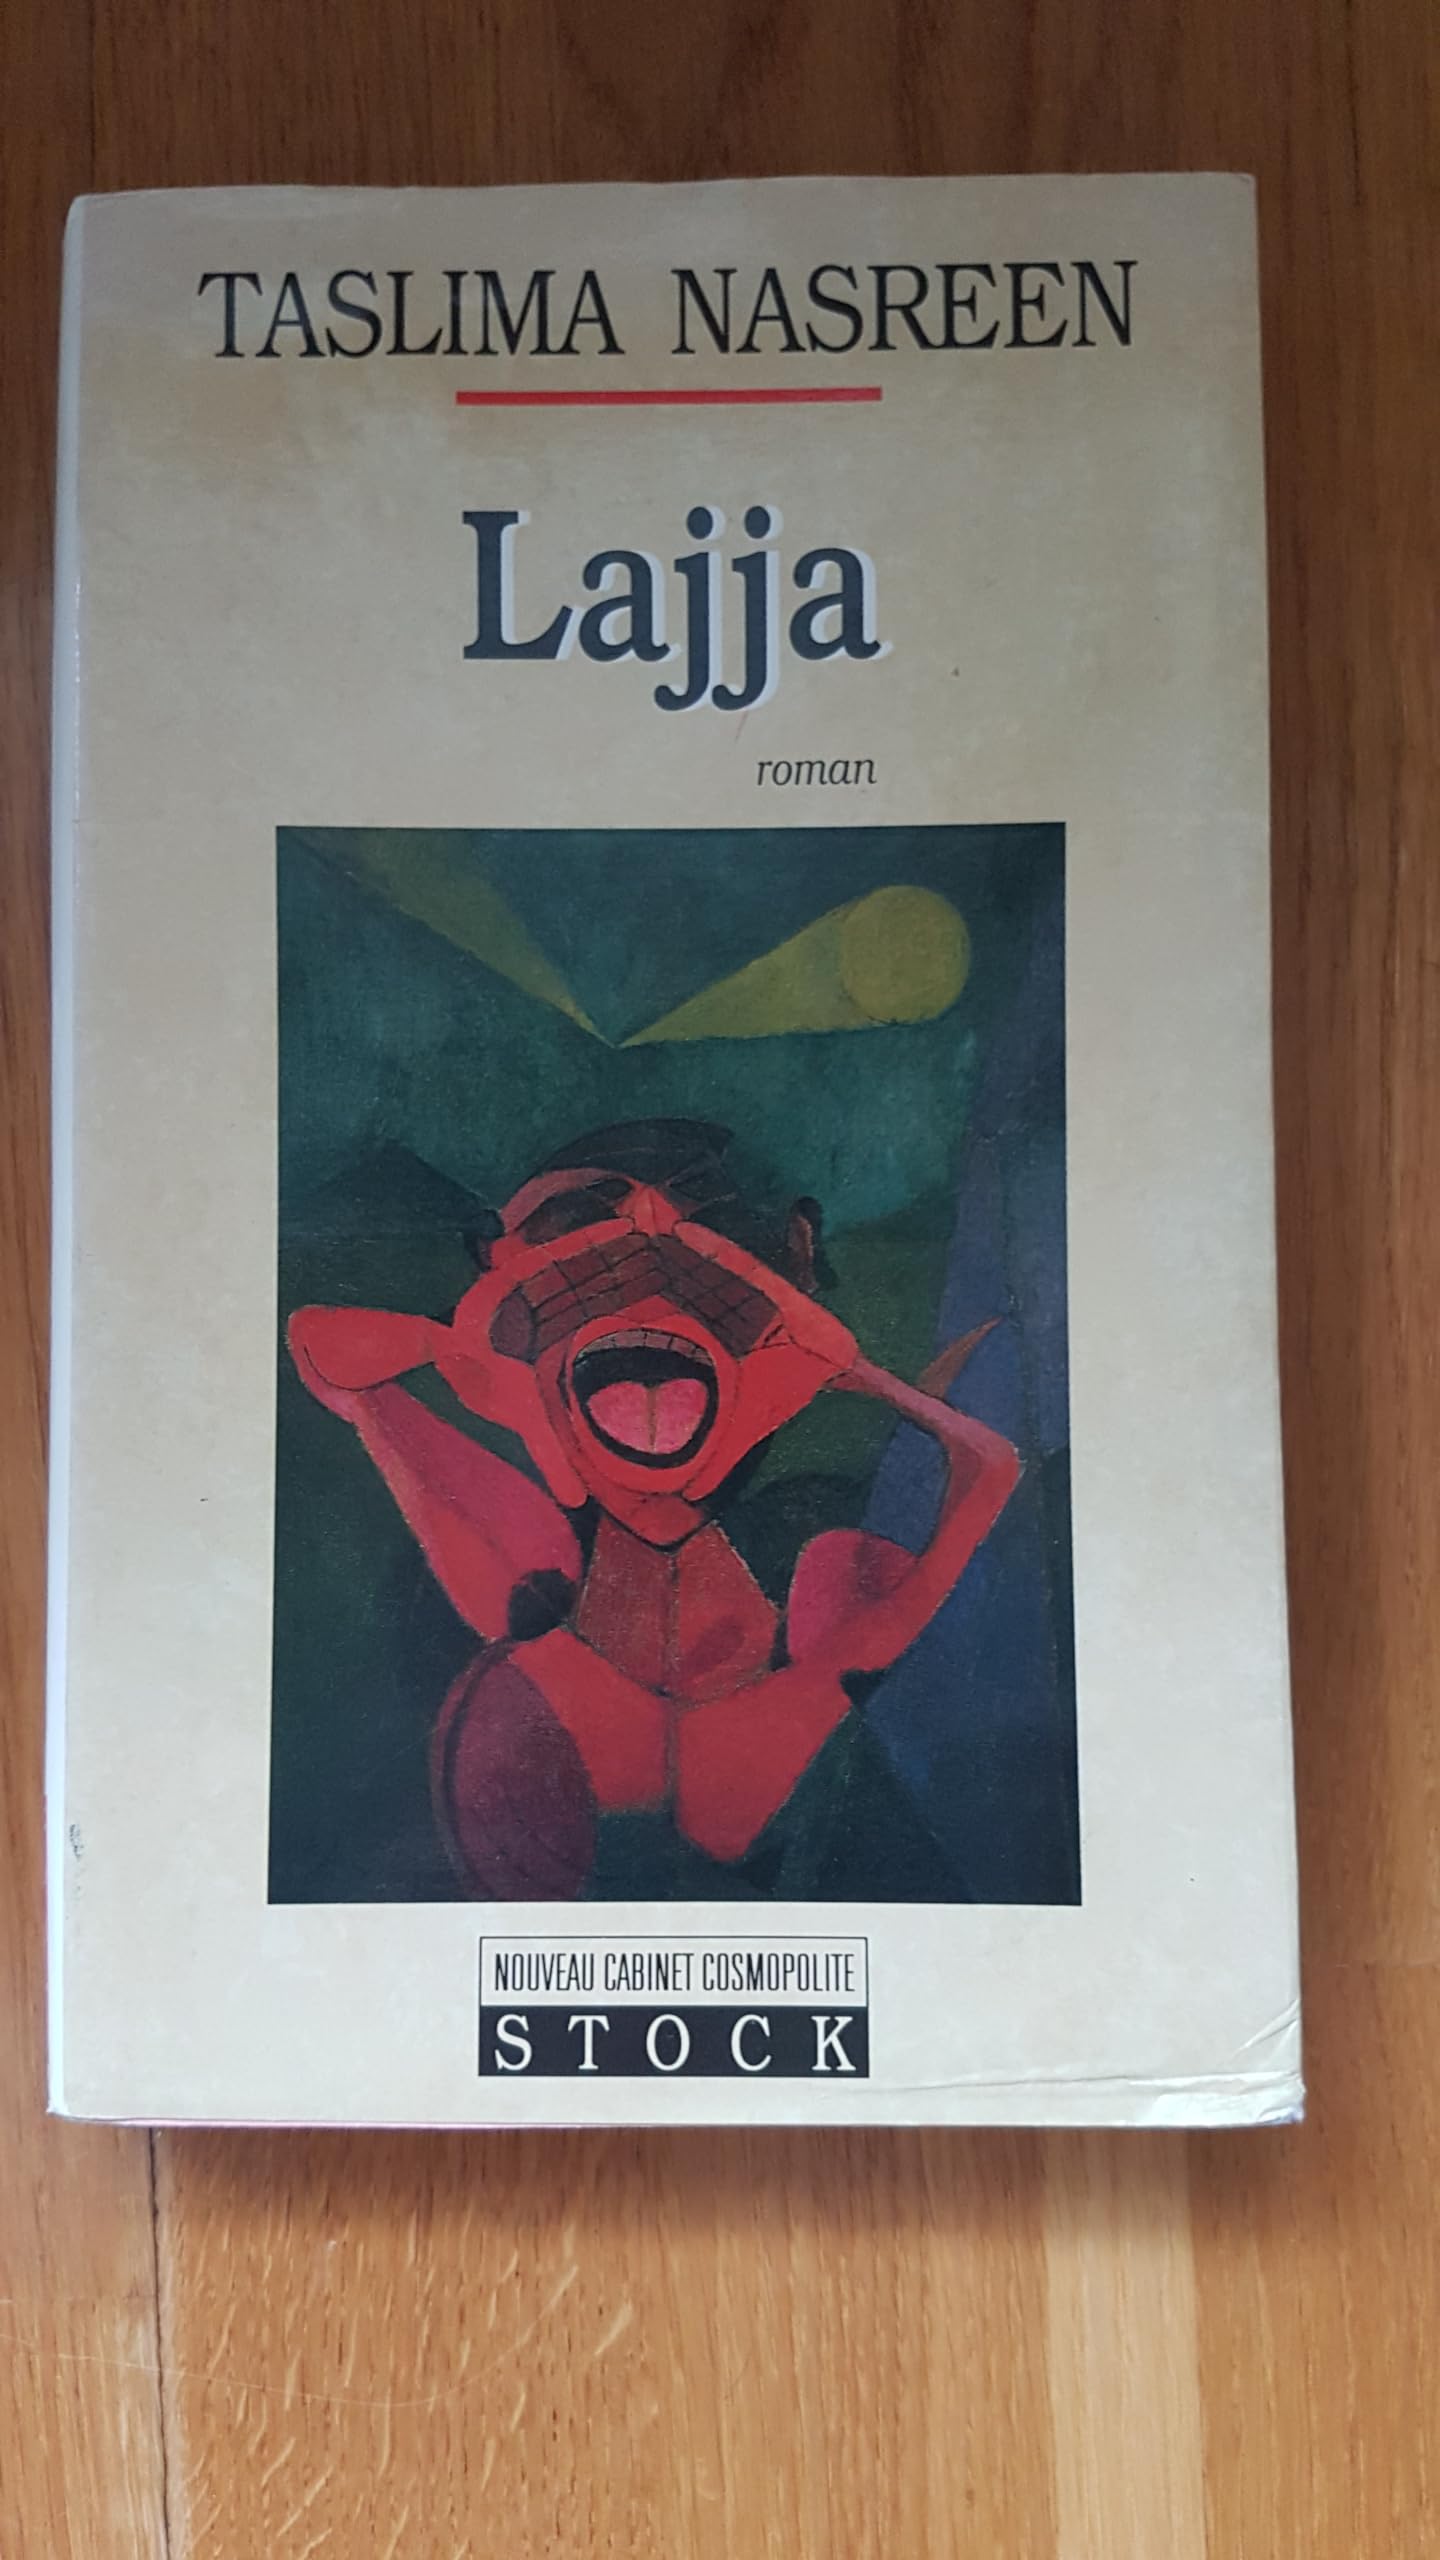 TASLIMA NASREEN
Lajja
roman
NOUVEAU CABINET COSMOPOLITE
STOCK